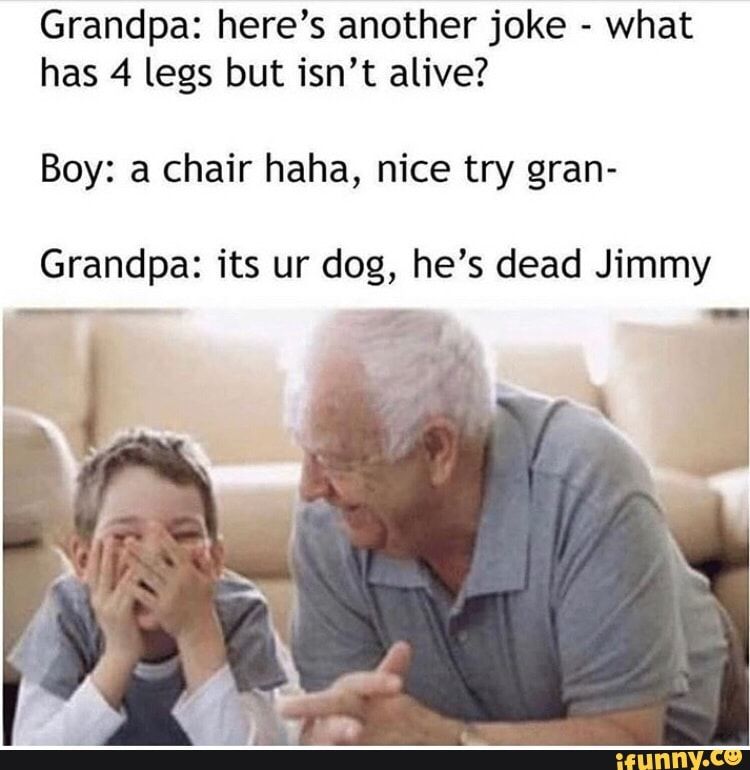 Grandpa: here’s another joke - what
has 4 legs but isn’t alive?
Boy: a chair haha, nice try gran-
Grandpa: its ur dog, he’s dead Jimmy
ifunny.co